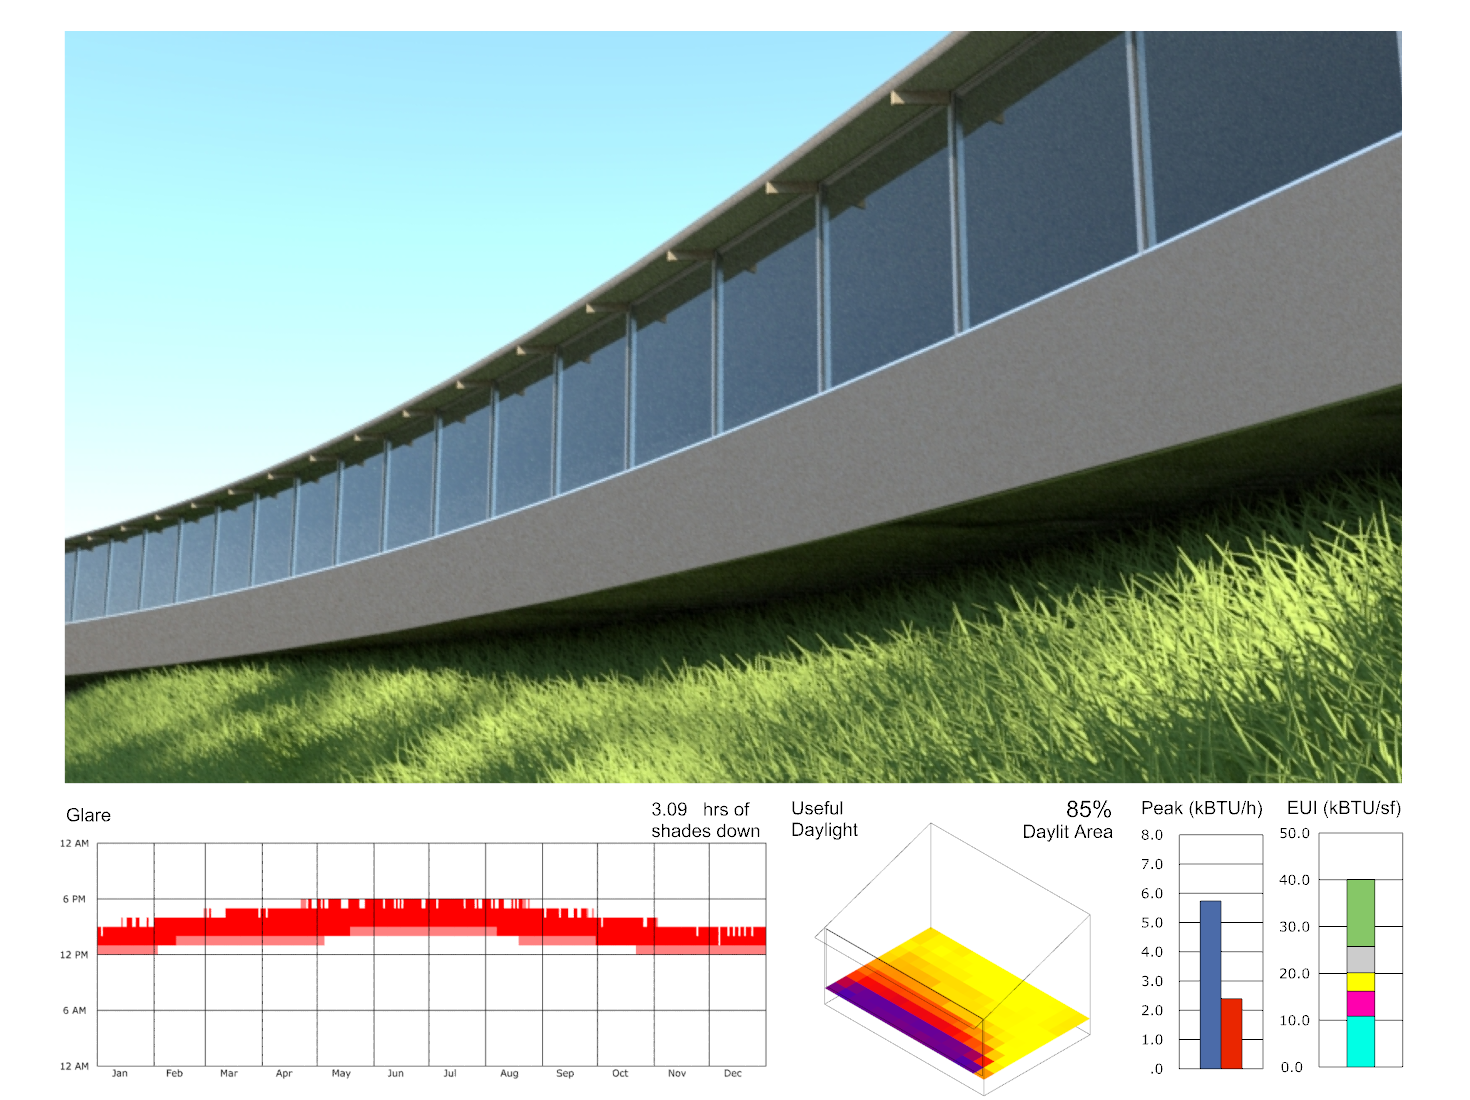 Glare
3.09 hrs of
shades down
12 AM
6 PM
12 PM
6 AM
12 AM
Jan Feb Mar Apr May Jun Jul Aug Sep Oct Nov Dec
Useful
Daylight
85%
Daylit Area
Peak (kBTU/h)
8.0
7.0
6.0
5.0
4.0
3.0
2.0
1.0
.0
EUI (kBTU/sf)
50.0
40.0
30.0
20.0
10.0
0.0